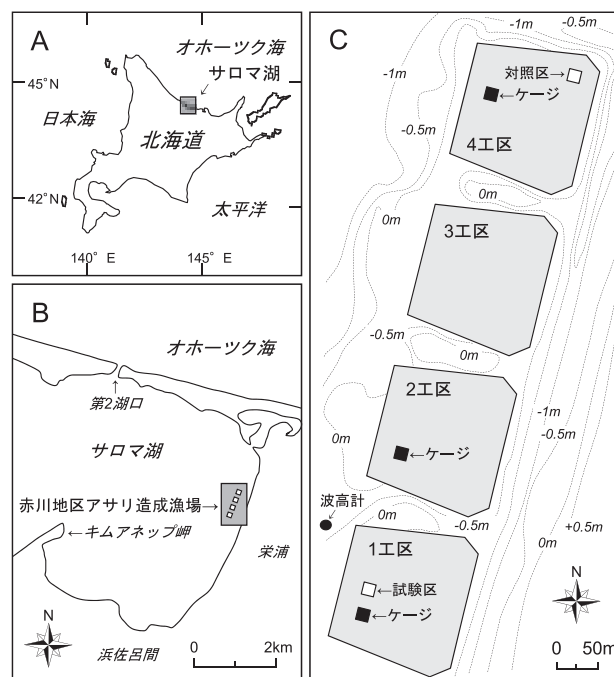 A
オホーツク海
サロマ湖
45°N
日本海
北海道
42°N
太平洋
140° E
145° E
B
オホーツク海
↑
第2湖口
サロマ湖
赤川地区アサリ造成漁場→
←キムアネップ岬
栄浦
N
浜佐呂間
0 2km
C
-1m
-0.5m
-1m
対照区→
←ケージ
-0.5m
4工区
0m
0m
3工区
-0.5m
0m
2工区
-1m
-0.5m
0m
←ケージ
波高計
0m
-0.5m
+0.5m
0m
1工区
←試験区
←ケージ
N
0 50m